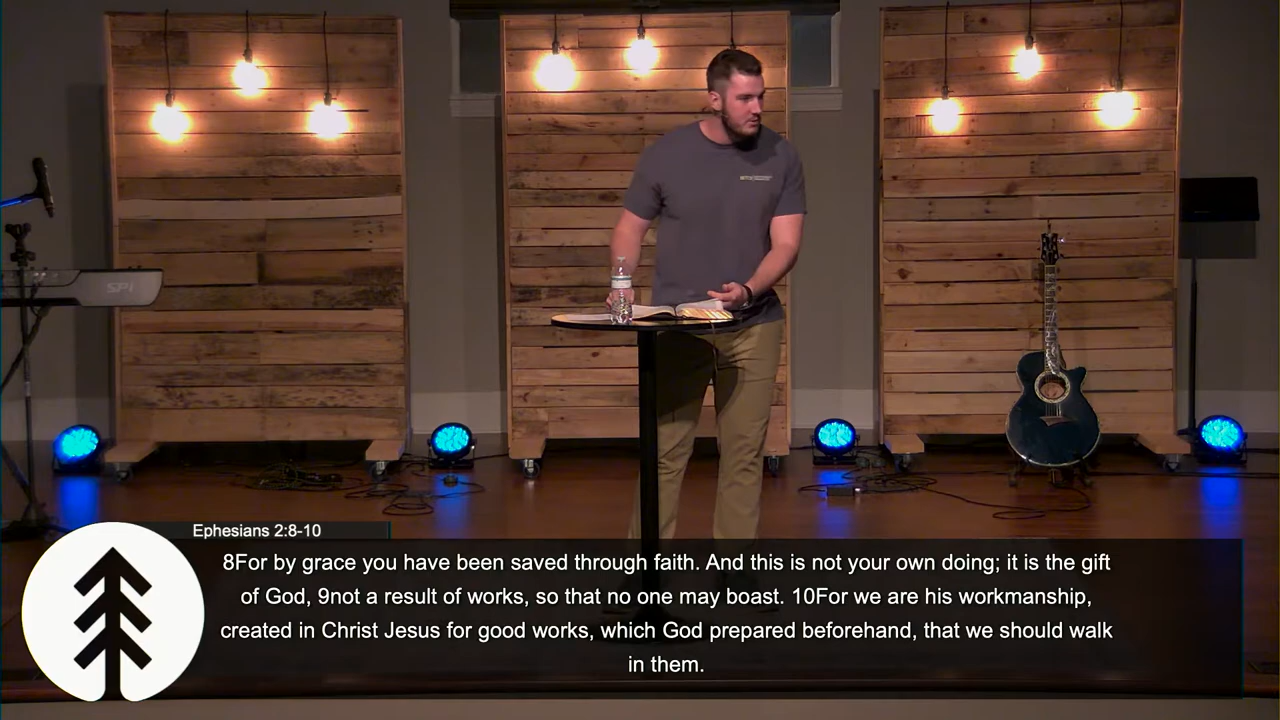 SP1
Ephesians 2:8-10
8For by grace you have been saved through faith. And this is not your own doing; it is the gift
of God, 9not a result of works, so that no one may boast. 10For we are his workmanship,
created in Christ Jesus for good works, which God prepared beforehand, that we should walk
in them.